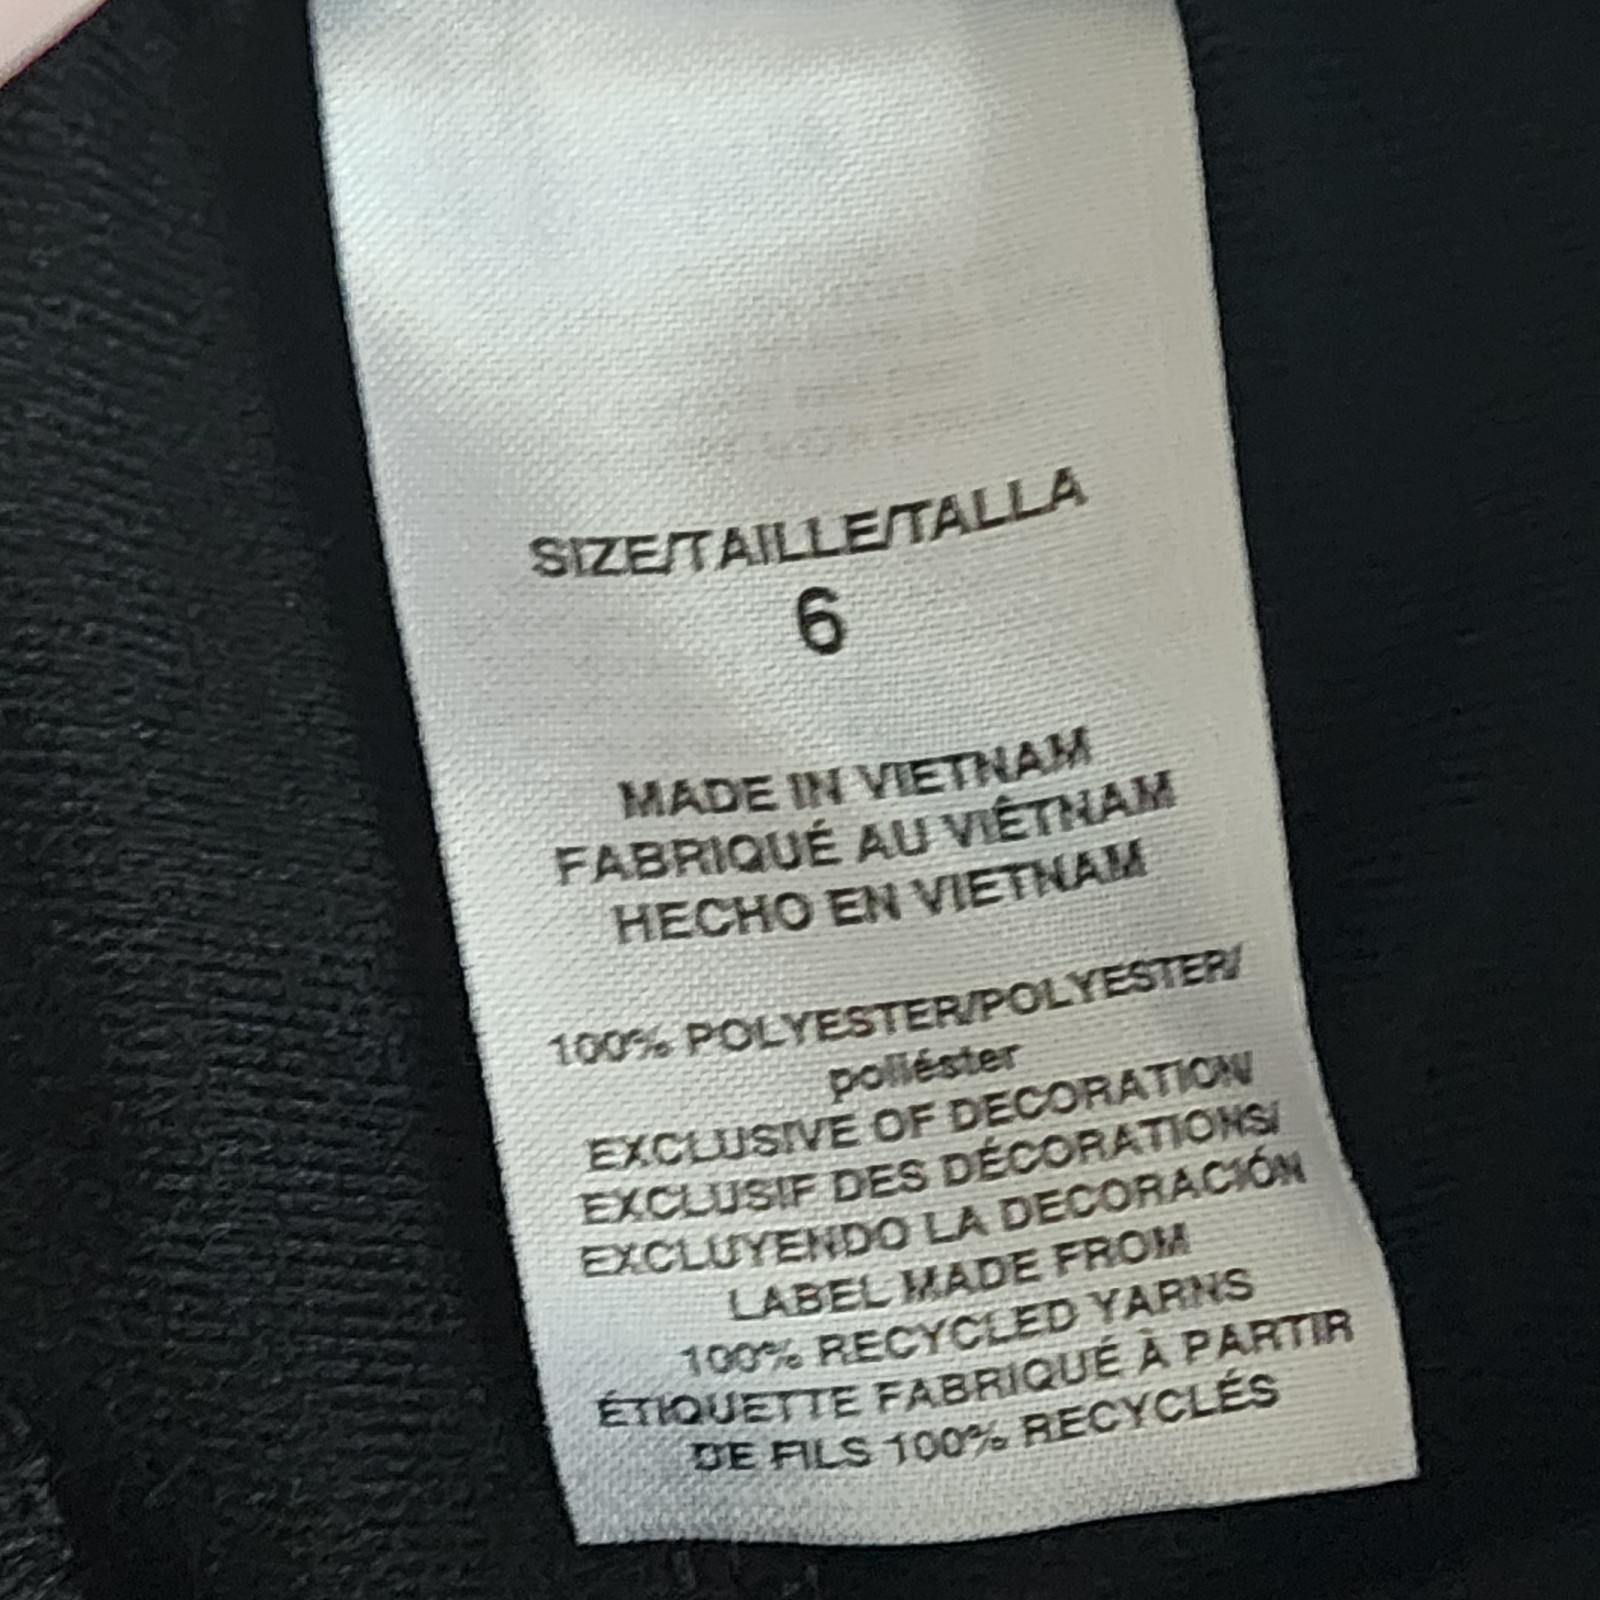 SIZE/TAILLE/TALLA
6
MADE IN VIETNAM
FABRIQUÉ AU VIÊTNAM
HECHO EN VIETNAM
100% POLYESTER/POLYESTER/
poliéster
EXCLUSIVE OF DECORATION/
EXCLUSIF DES DÉCORATIONS/
EXCLUYENDO LA DECORACIÓN
LABEL MADE FROM
100% RECYCLED YARNS
ÉTIQUETTE FABRIQUÉ À PARTIR
DE FILS 100% RECYCLÉS